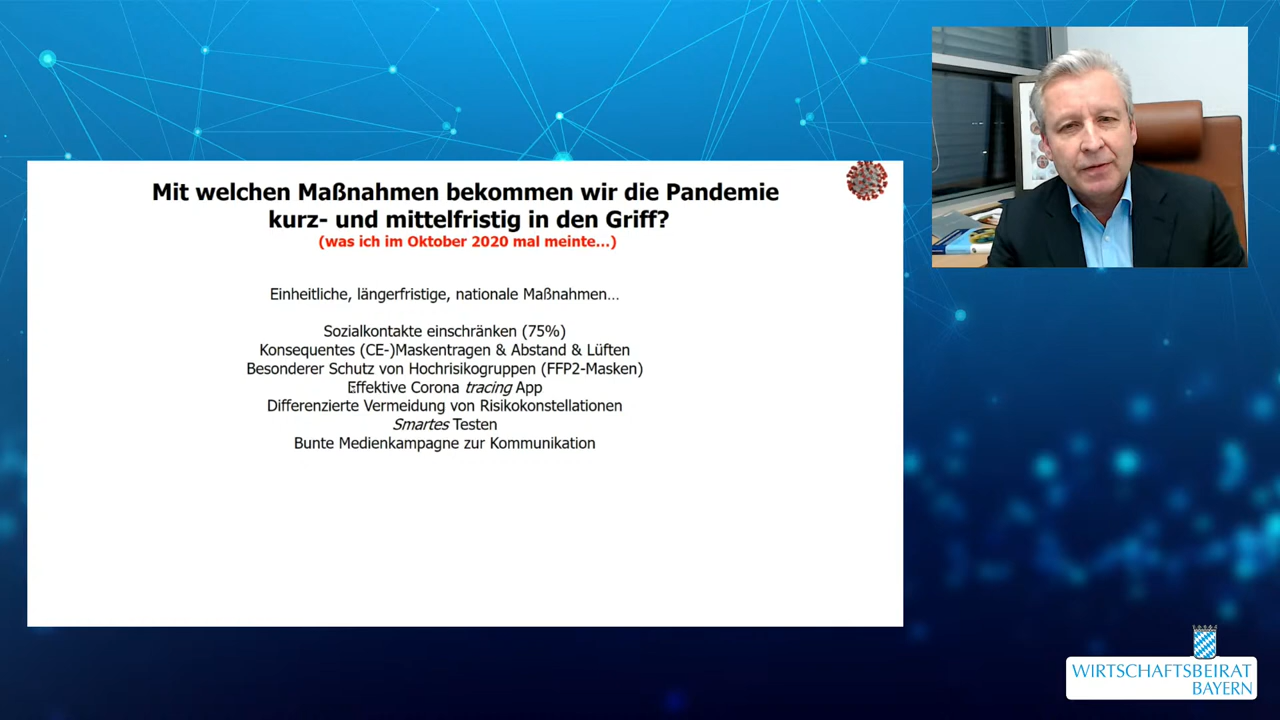 Mit welchen Maßnahmen bekommen wir die Pandemie
kurz- und mittelfristig in den Griff?
(was ich im Oktober 2020 mal meinte...)
Einheitliche, längerfristige, nationale Maßnahmen...
Sozialkontakte einschränken (75%)
Konsequentes (CE-)Maskentragen & Abstand & Lüften
Besonderer Schutz von Hochrisikogruppen (FFP2-Masken)
Effektive Corona tracing App
Differenzierte Vermeidung von Risikokonstellationen
Smartes Testen
Bunte Medienkampagne zur Kommunikation
WIRTSCHAFTSBEIRAT
BAYERN